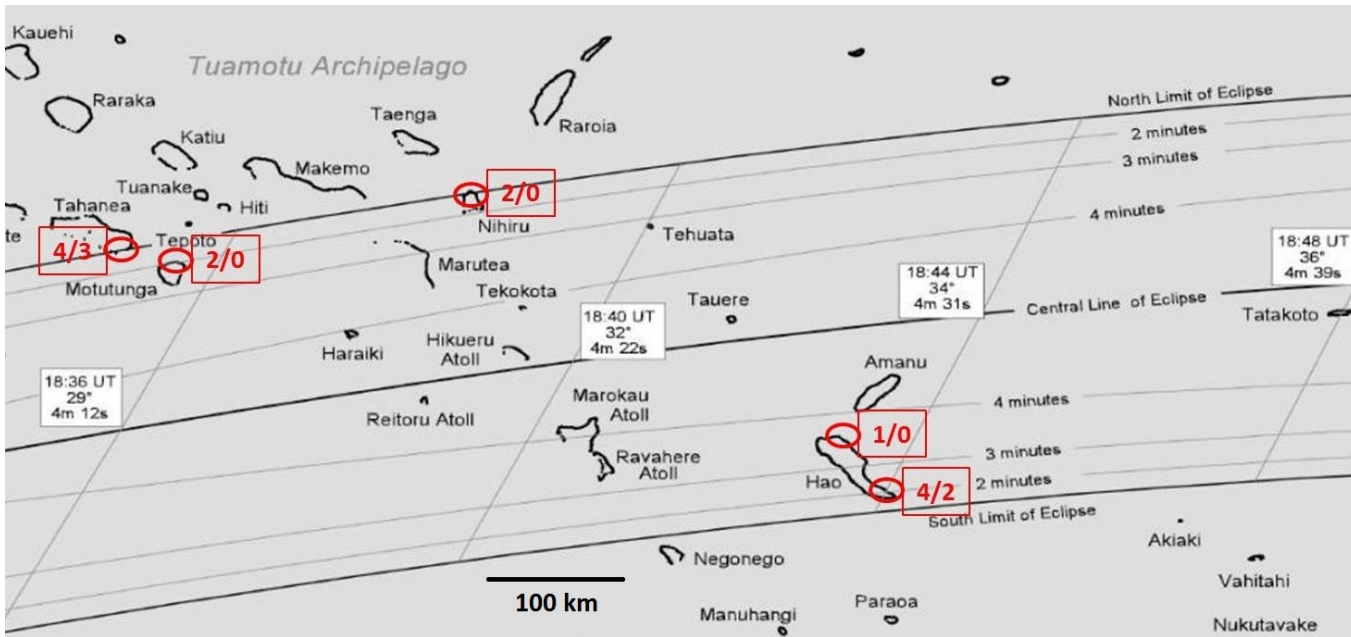 Kauehi
Tuamotu Archipelago
Raraka
Taenga
Raroia
North Limit of Eclipse
2 minutes
3 minutes
Katiu
Makemo
Tuanake
2/0
Tahanea
Hiti
4 minutes
te
Nihiru
Tehuata
4/3
Tepoto
2/0
18:48 UT
36°
4m 39s
Motutunga
Marutea
18:44 UT
34°
4m 31s
Tekokota
Tauere
Central Line of Eclipse
Tatakoto
18:40 UT
32°
4m 22s
Haraiki
Hikueru
Atoll
Amanu
18:36 UT
29°
4m 12s
Reitoru Atoll
Marokau
Atoll
4 minutes
1/0
Ravahere
Atoll
3 minutes
Hao
4/2
2 minutes
South Limit of Eclipse
Negonego
Akiaki
Vahitahi
100 km
Manuhangi
Paraoa
Nukutavake